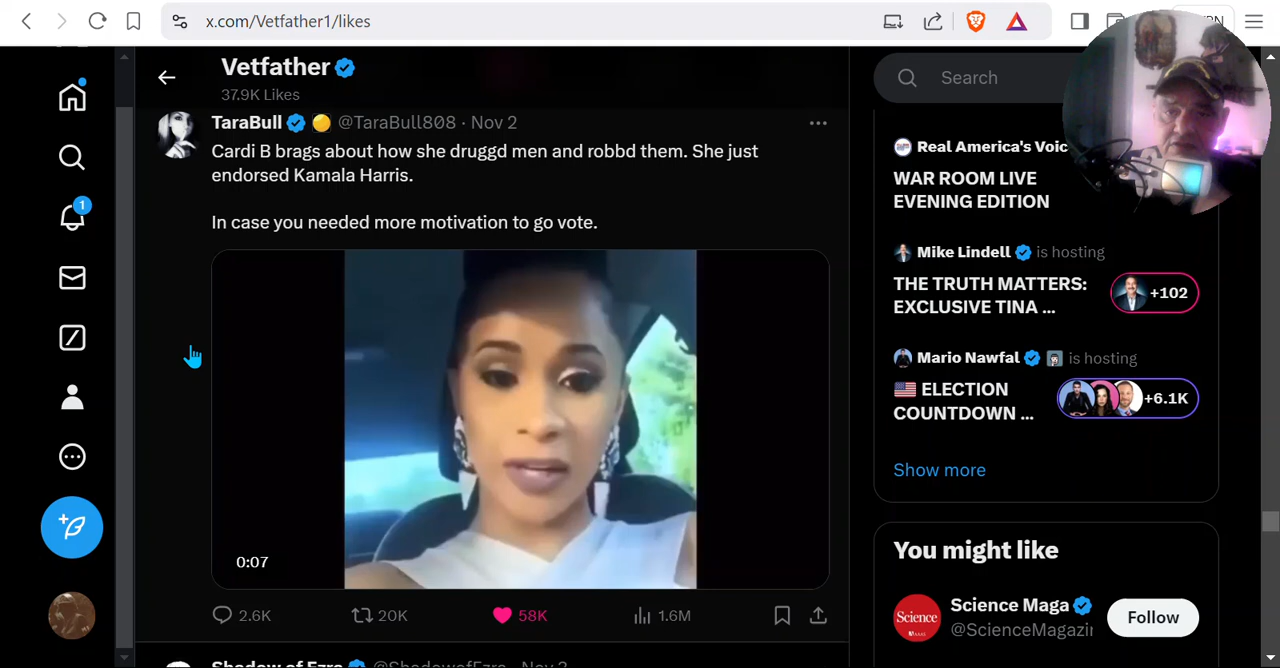 x.com/Vetfather1/likes
Vetfather
37.9K Likes
TaraBull @TaraBull808 · Nov 2
Cardi B brags about how she druggd men and robbd them. She just
endorsed Kamala Harris.
In case you needed more motivation to go vote.
0:07
2.6K 20K 58K 1.6M
Search
Real America's Voic
WAR ROOM LIVE
EVENING EDITION
Mike Lindell is hosting
THE TRUTH MATTERS:
EXCLUSIVE TINA ...
+102
Mario Nawfal is hosting
ELECTION
COUNTDOWN ...
+6.1K
Show more
You might like
Science
Science Maga
@ScienceMagazin
Follow
1